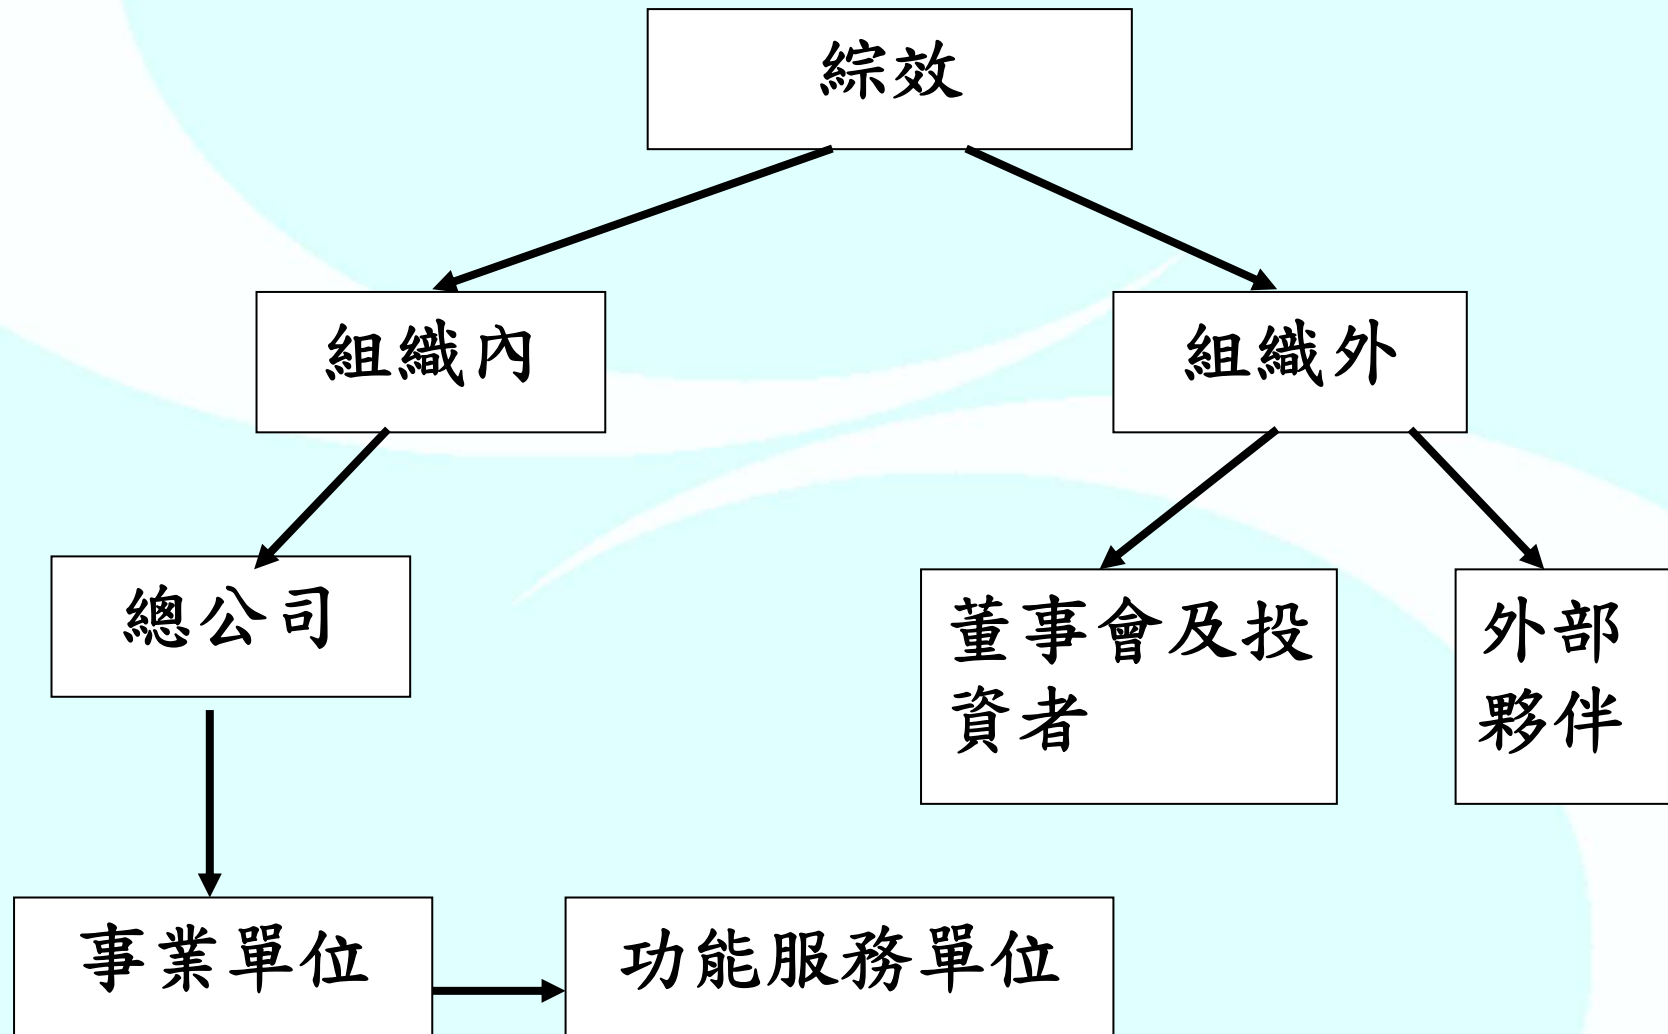 綜效
組織內
組織外
總公司
董事會及投
資者
外部
夥伴
事業單位
功能服務單位